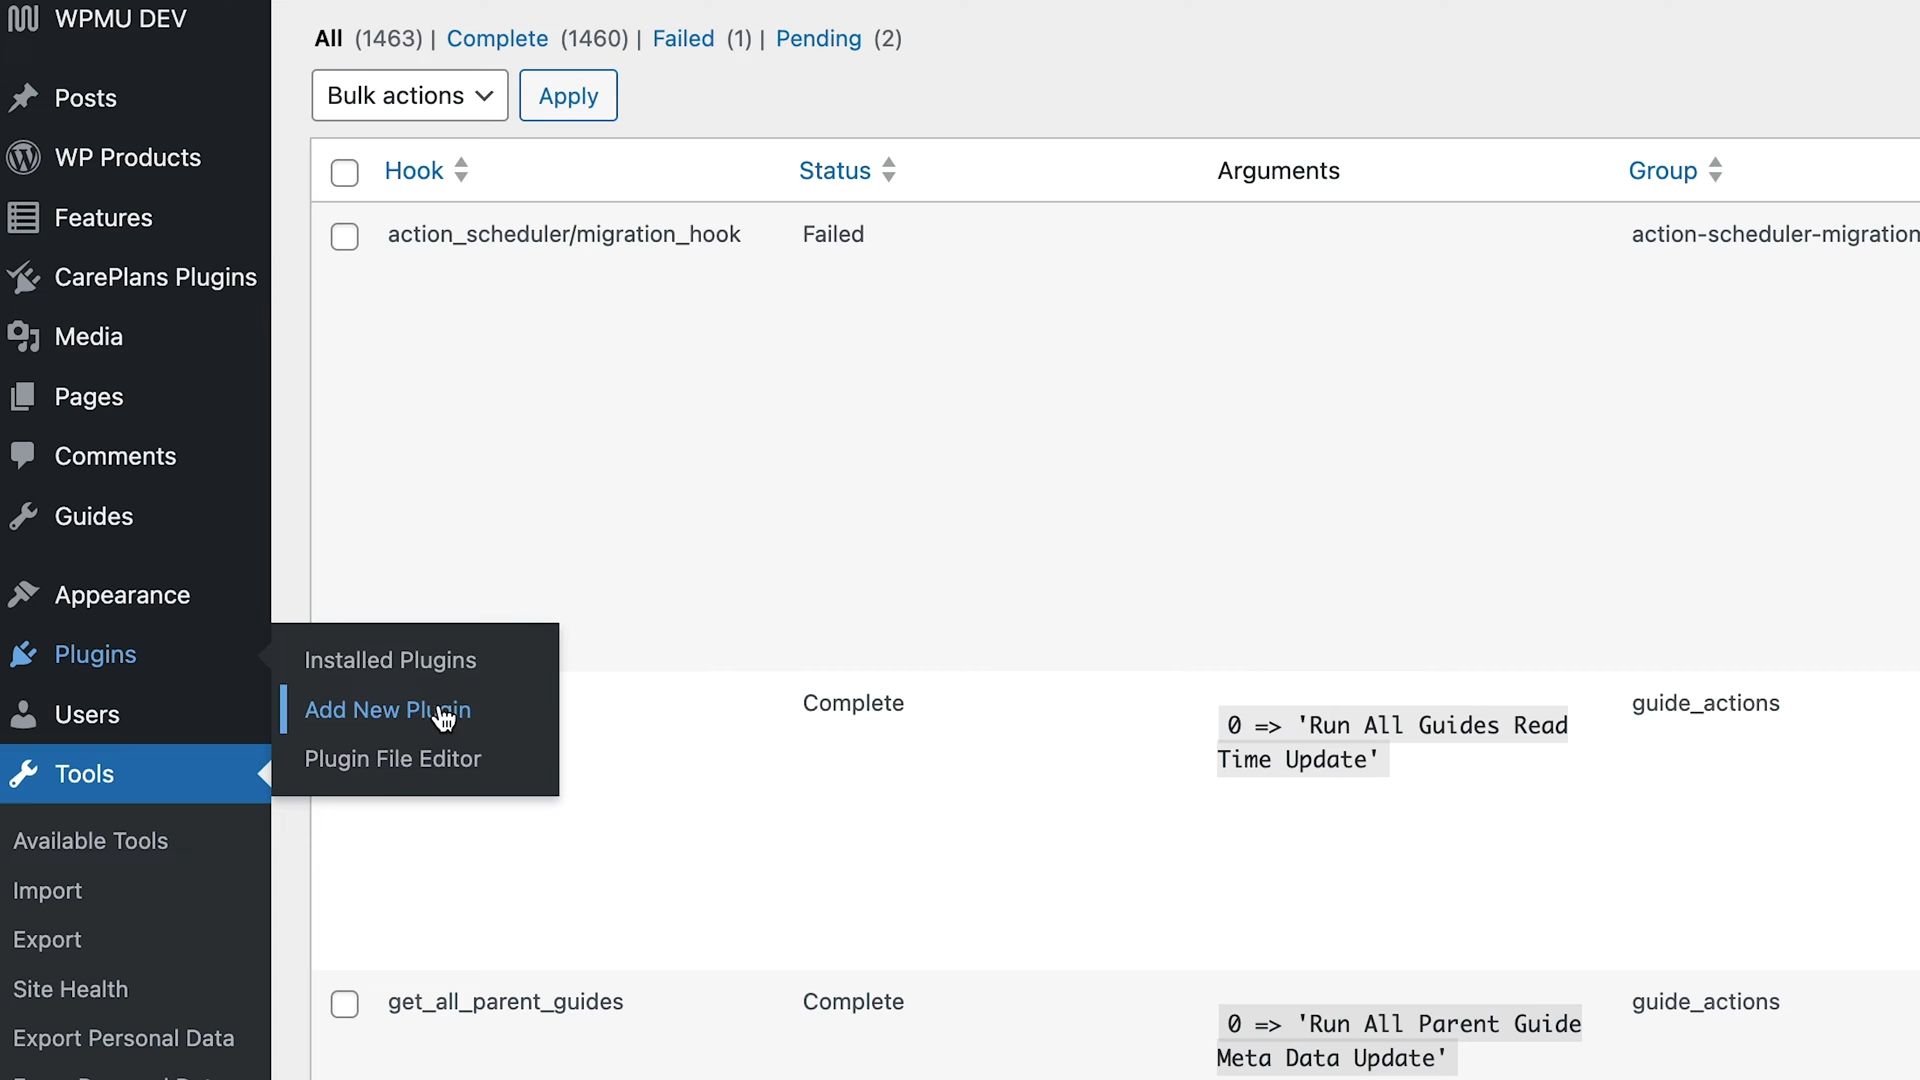 WPMU DEV
Posts
WP Products
Features
CarePlans Plugins
Media
Pages
Comments
Guides
Appearance
Plugins
Users
Tools
Available Tools
Import
Export
Site Health
Export Personal Data
Installed Plugins
Add New Plugin
Plugin File Editor
All (1463) | Complete (1460) | Failed (1) | Pending (2)
Bulk actions Apply
Hook Status Arguments Group
action_scheduler/migration_hook Failed action-scheduler-migration
Complete 0 => 'Run All Guides Read guide_actions
Time Update'
get_all_parent_guides Complete 0 => 'Run All Parent Guide guide_actions
Meta Data Update'